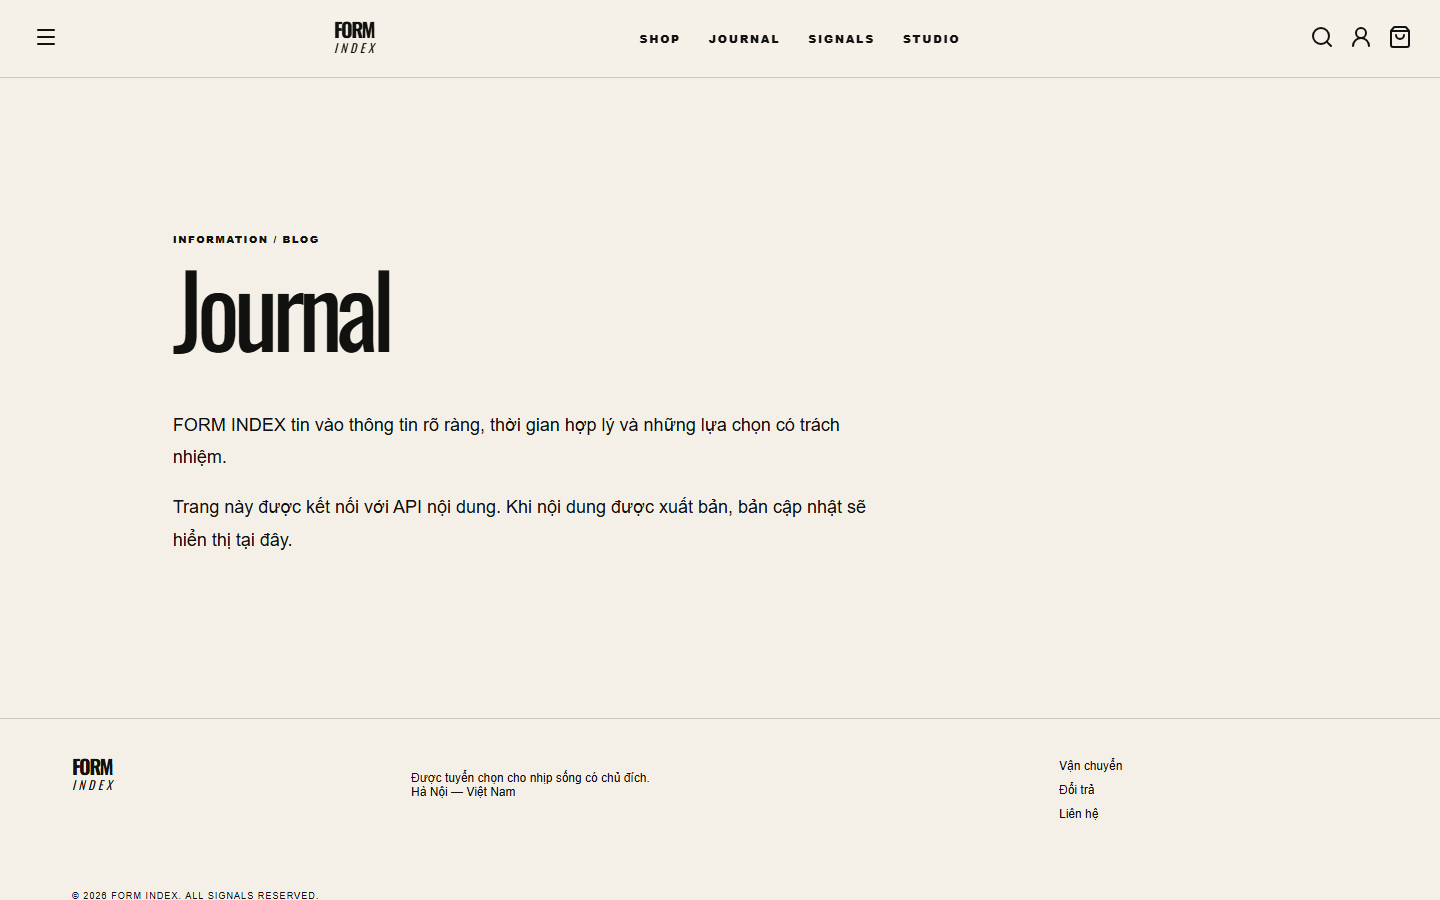 FORM
INDEX
SHOP JOURNAL SIGNALS STUDIO
INFORMATION / BLOG
Journal
FORM INDEX tin vào thông tin rõ ràng, thời gian hợp lý và những lựa chọn có trách
nhiệm.
Trang này được kết nối với API nội dung. Khi nội dung được xuất bản, bản cập nhật sẽ
hiển thị tại đây.
FORM
INDEX
Được tuyển chọn cho nhịp sống có chủ đích.
Hà Nội — Việt Nam
Vận chuyển
Đổi trả
Liên hệ
© 2026 FORM INDEX. ALL SIGNALS RESERVED.